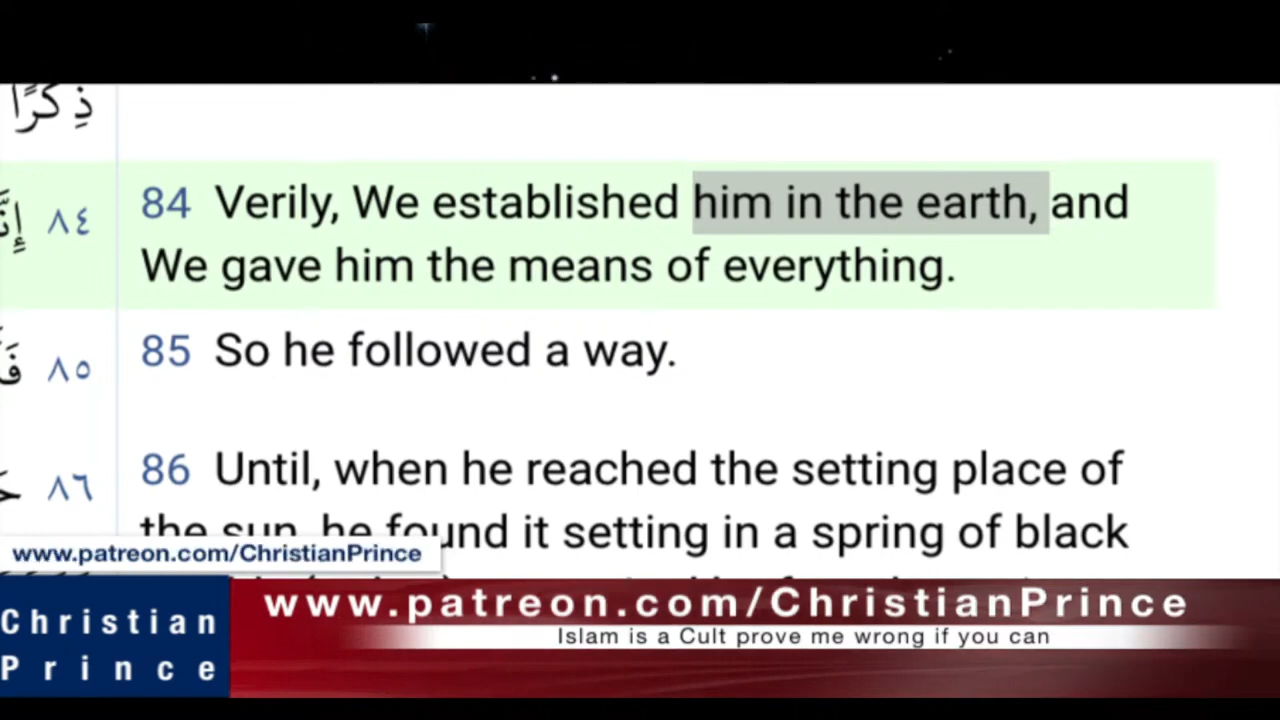 ذِكْرًا
84 Verily, We established him in the earth, and
We gave him the means of everything.
٨٤
85 So he followed a way.
٨٥
86 Until, when he reached the setting place of
the sun, he found it setting in a spring of black
٨٦
www.patreon.com/ChristianPrince
www.patreon.com/ChristianPrince
Islam is a Cult prove me wrong if you can
Christian
Prince